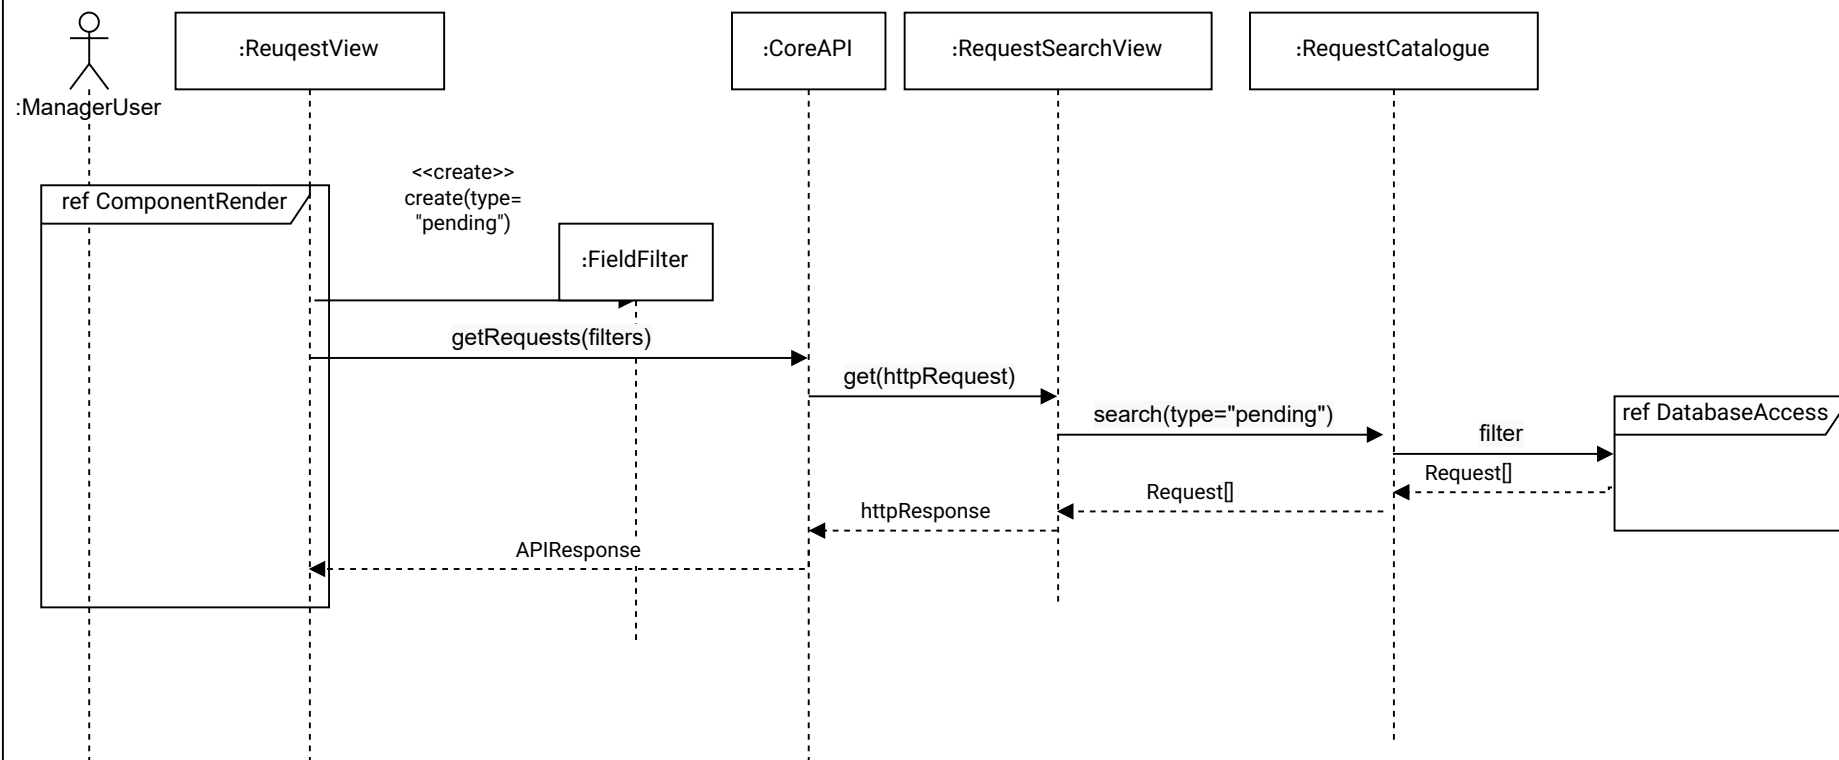 :ManagerUser
:ReuqestView
:CoreAPI
:RequestSearchView
:RequestCatalogue
<<create>>
create(type=
"pending")
ref ComponentRender
:FieldFilter
getRequests(filters)
get(httpRequest)
search(type="pending")
ref DatabaseAccess
filter
Request[]
Request[]
httpResponse
APIResponse